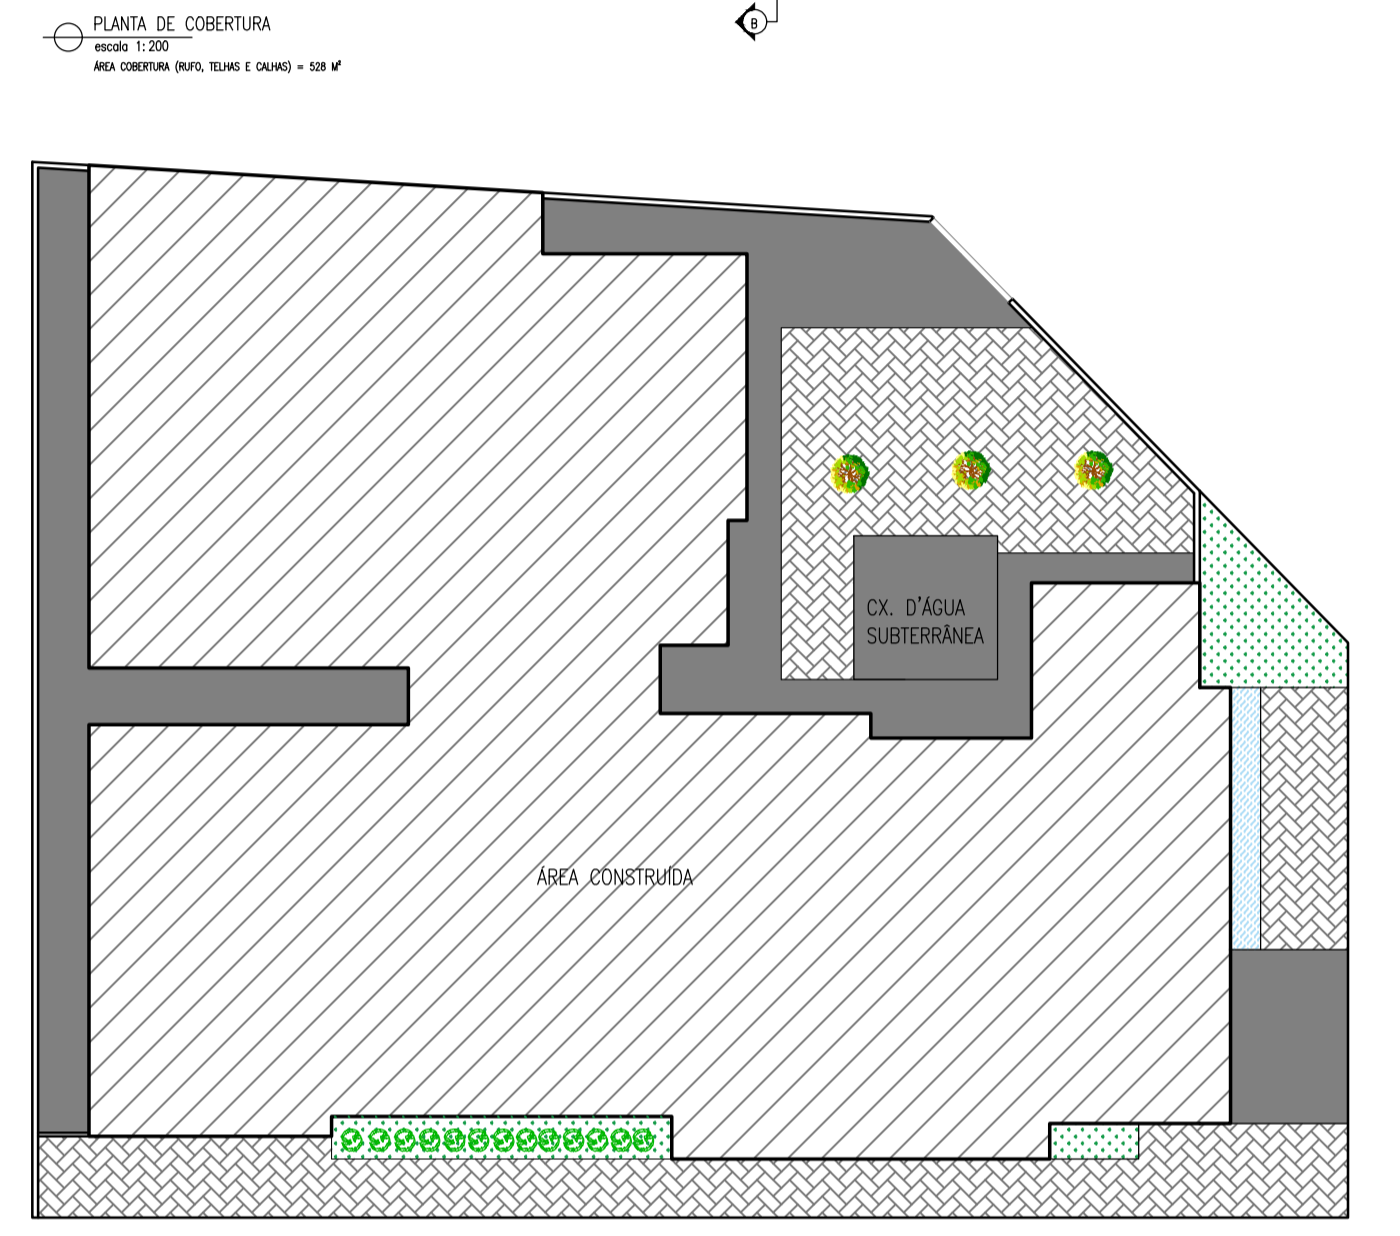 PLANTA DE COBERTURA
escala 1:200
ÁREA COBERTURA (RUFO, TELHAS E CALHAS) = 528 M²
B
CX. D'ÁGUA
SUBTERRÂNEA
ÁREA CONSTRUÍDA